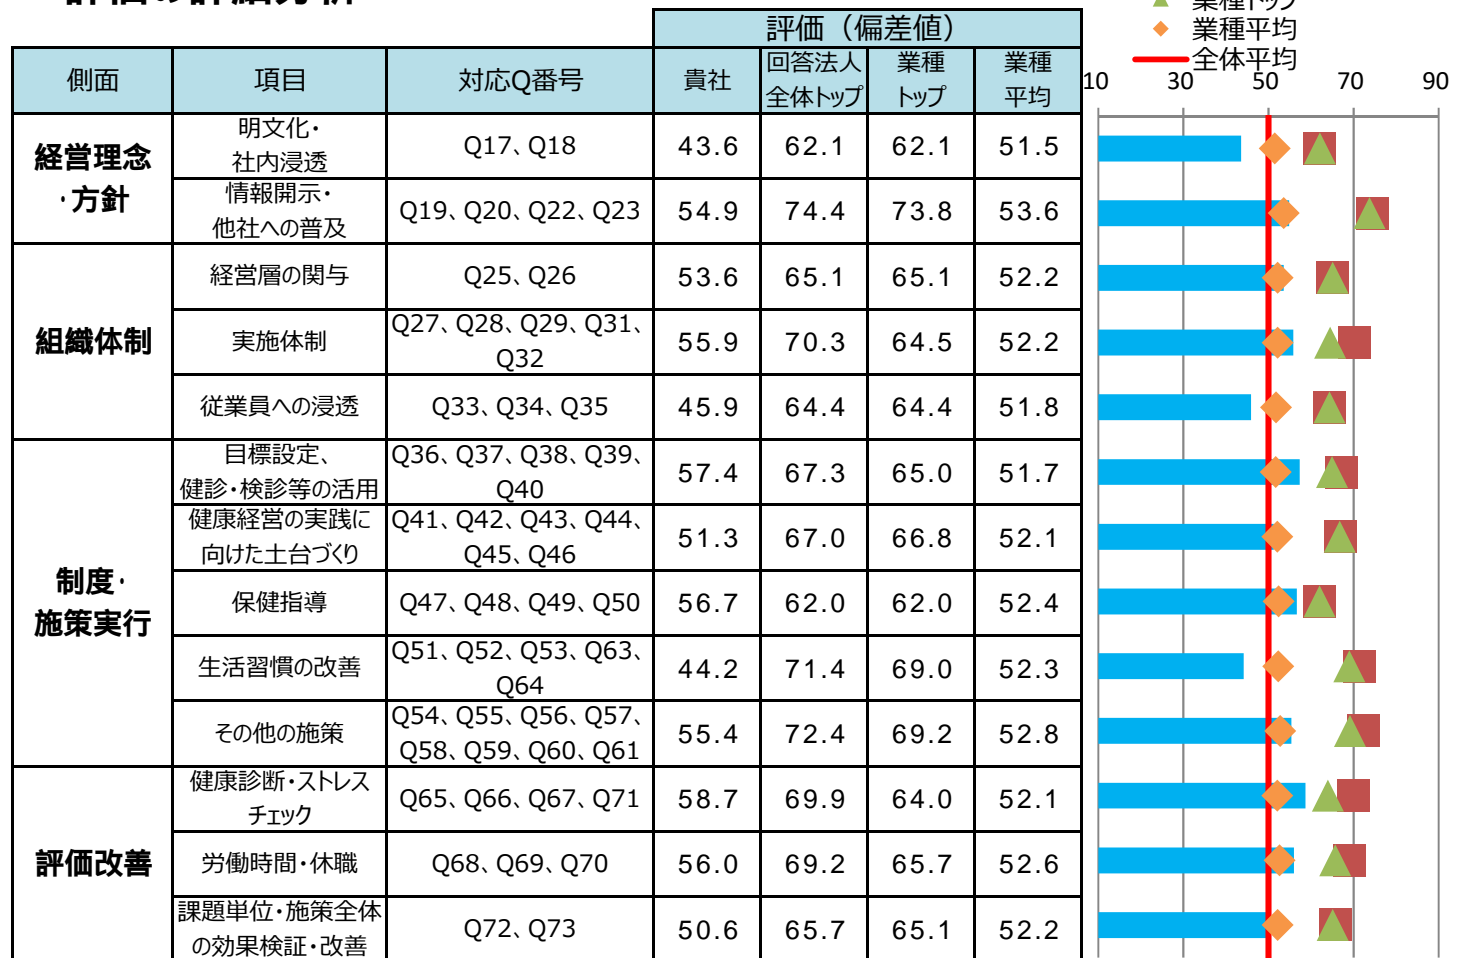 評価の詳細分析
業種トップ
業種平均
全体平均
評価（偏差値）
側面 項目 対応Q番号 貴社 回答法人全体トップ 業種トップ 業種平均
10 30 50 70 90
経営理念・方針
明文化・社内浸透 Q17、Q18 43.6 62.1 62.1 51.5
情報開示・他社への普及 Q19、Q20、Q22、Q23 54.9 74.4 73.8 53.6
組織体制
経営層の関与 Q25、Q26 53.6 65.1 65.1 52.2
実施体制 Q27、Q28、Q29、Q31、Q32 55.9 70.3 64.5 52.2
従業員への浸透 Q33、Q34、Q35 45.9 64.4 64.4 51.8
制度・施策実行
目標設定、健診・検診等の活用 Q36、Q37、Q38、Q39、Q40 57.4 67.3 65.0 51.7
健康経営の実践に向けた土台づくり Q41、Q42、Q43、Q44、Q45、Q46 51.3 67.0 66.8 52.1
保健指導 Q47、Q48、Q49、Q50 56.7 62.0 62.0 52.4
生活習慣の改善 Q51、Q52、Q53、Q63、Q64 44.2 71.4 69.0 52.3
その他の施策 Q54、Q55、Q56、Q57、Q58、Q59、Q60、Q61 55.4 72.4 69.2 52.8
評価改善
健康診断・ストレスチェック Q65、Q66、Q67、Q71 58.7 69.9 64.0 52.1
労働時間・休職 Q68、Q69、Q70 56.0 69.2 65.7 52.6
課題単位・施策全体の効果検証・改善 Q72、Q73 50.6 65.7 65.1 52.2